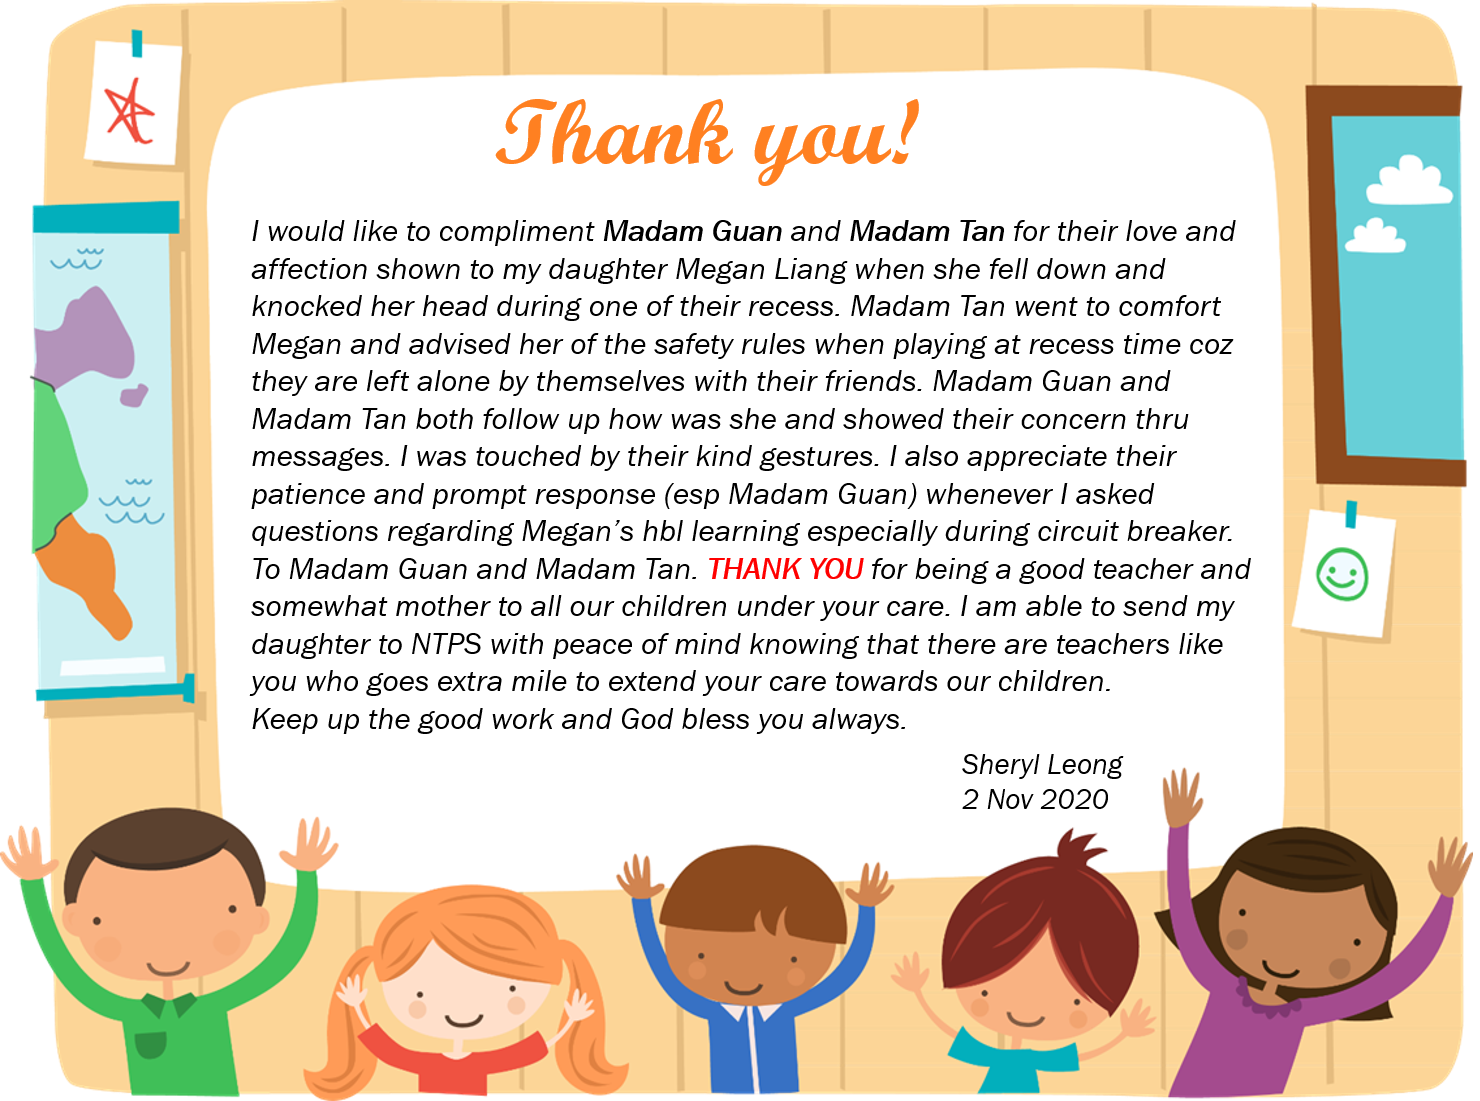 Thank you!
I would like to compliment Madam Guan and Madam Tan for their love and
affection shown to my daughter Megan Liang when she fell down and
knocked her head during one of their recess. Madam Tan went to comfort
Megan and advised her of the safety rules when playing at recess time coz
they are left alone by themselves with their friends. Madam Guan and
Madam Tan both follow up how was she and showed their concern thru
messages. I was touched by their kind gestures. I also appreciate their
patience and prompt response (esp Madam Guan) whenever I asked
questions regarding Megan’s hbl learning especially during circuit breaker.
To Madam Guan and Madam Tan. THANK YOU for being a good teacher and
somewhat mother to all our children under your care. I am able to send my
daughter to NTPS with peace of mind knowing that there are teachers like
you who goes extra mile to extend your care towards our children.
Keep up the good work and God bless you always.
Sheryl Leong
2 Nov 2020